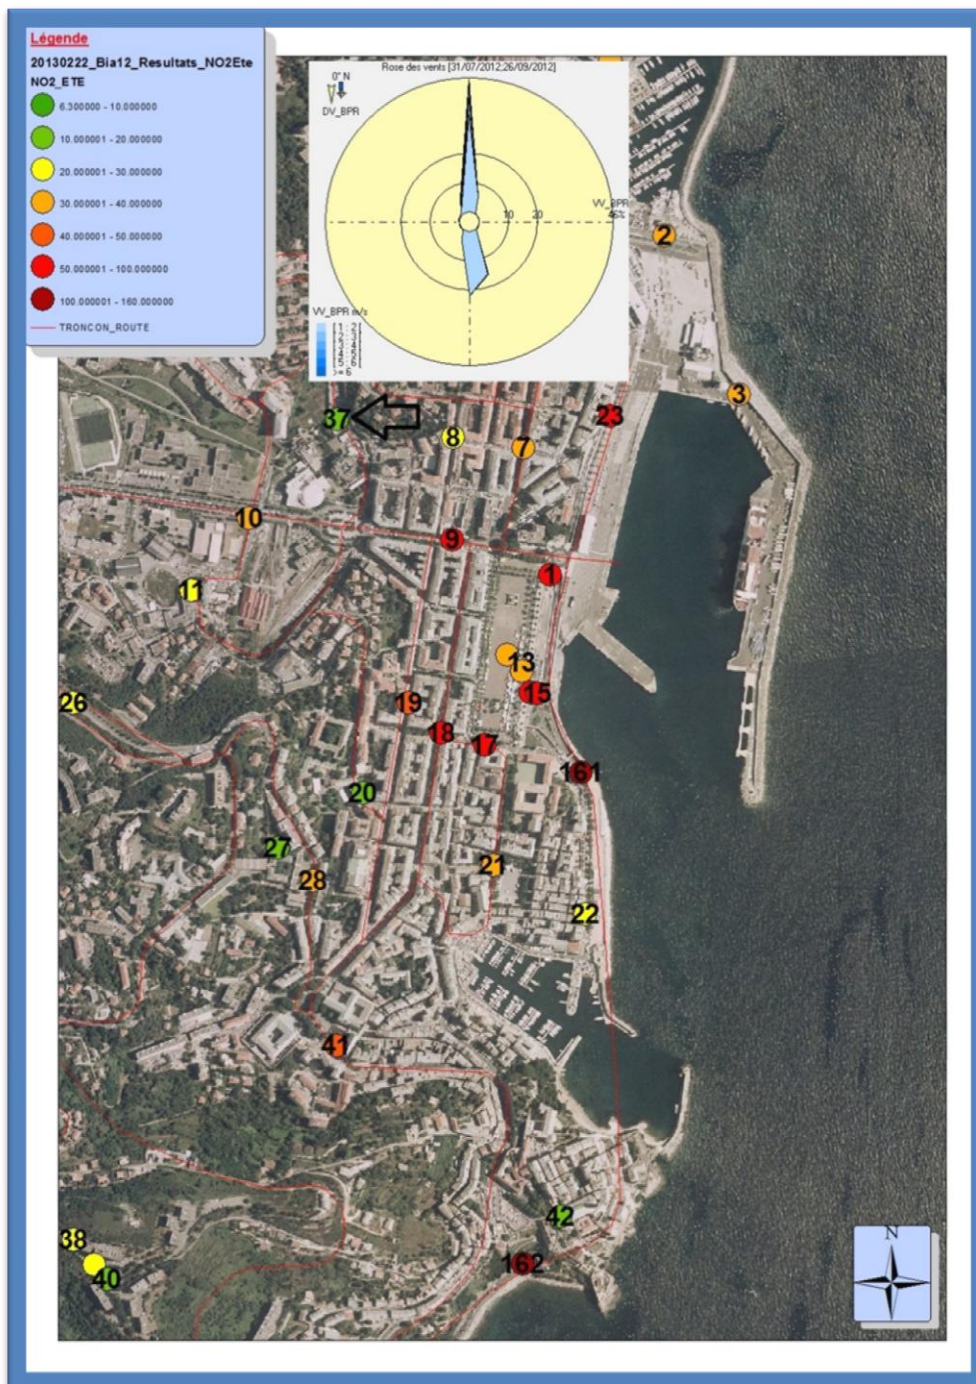 Légende
20130222_Bia12_Resultats_NO2Ete
NO2_ETE
6.300000 - 10.000000
10.000001 - 20.000000
20.000001 - 30.000000
30.000001 - 40.000000
40.000001 - 50.000000
50.000001 - 100.000000
100.000001 - 160.000000
TRONCON_ROUTE
Rose des vents [31/07/2012;26/09/2012]
0° N
DV_BPR
VV_BPR
10 20 46%
VV_BPR m/s
>= 6
2
3
37
23
8
7
10
9
1
11
13
15
26
19
18
17
161
20
27
28
21
22
41
42
38
40
162
N